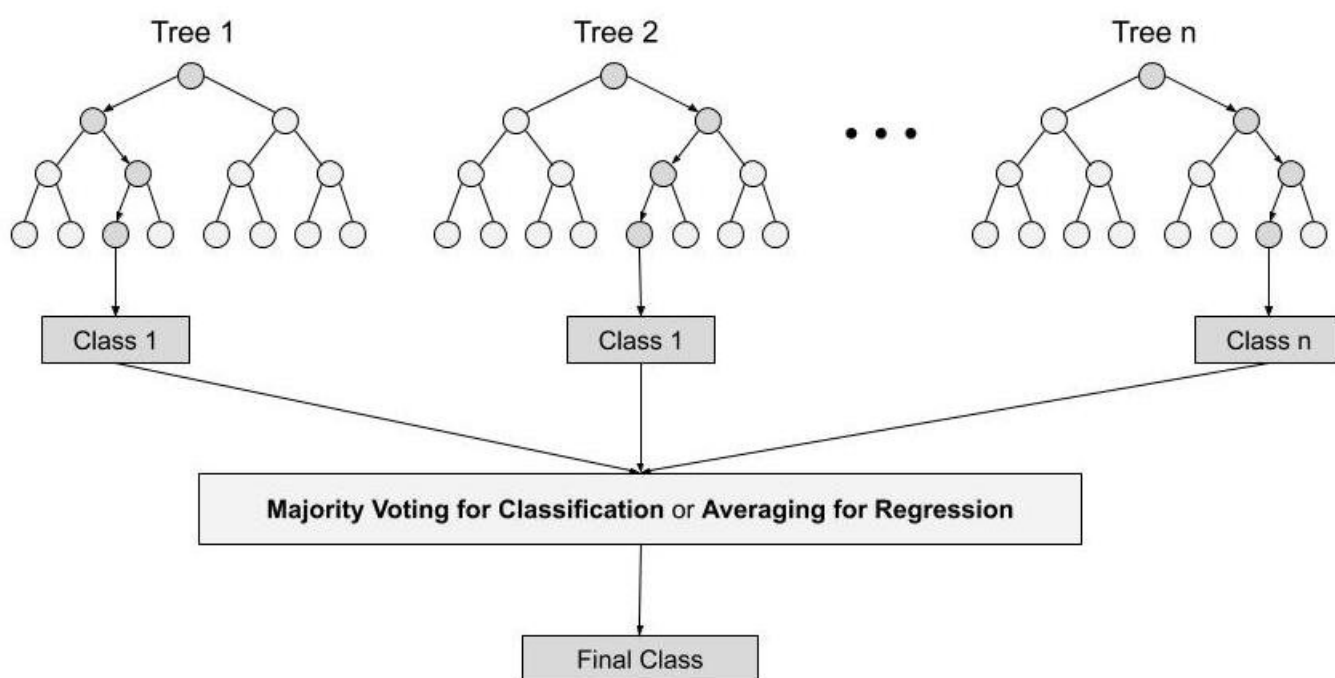 Tree 1
Tree 2
Tree n
Class 1
Class 1
Class n
Majority Voting for Classification or Averaging for Regression
Final Class